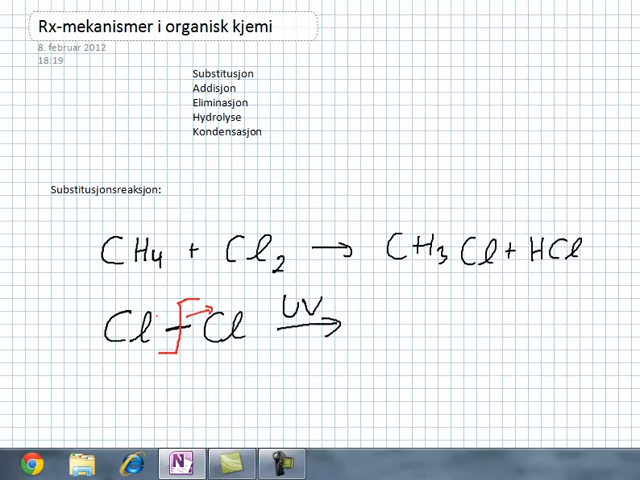 Rx-mekanismer i organisk kjemi
8. februar 2012
18:19
Substitusjon
Addisjon
Eliminasjon
Hydrolyse
Kondensasjon
Substitusjonsreaksjon:
CH4 + Cl2 → CH3Cl + HCl
Cl – Cl UV →